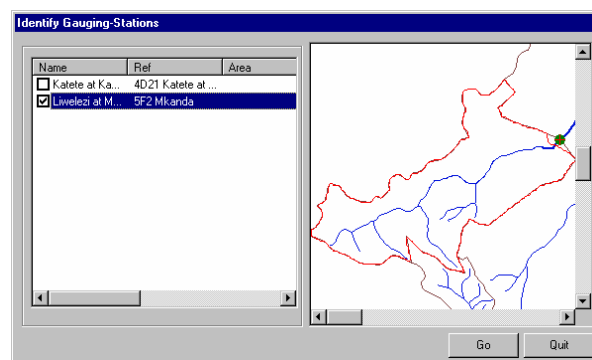 Identify Gauging-Stations
Name Ref Area
Katete at Ka... 4D21 Katete at ...
Liwelezi at M... 5F2 Mkanda
Go Quit